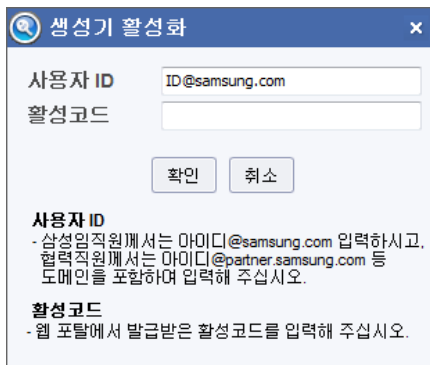 생성기 활성화
사용자 ID ID@samsung.com
활성코드
확인 취소
사용자 ID
- 삼성임직원께서는 아이디@samsung.com 입력하시고,
협력직원께서는 아이디@partner.samsung.com 등
도메인을 포함하여 입력해 주십시오.
활성코드
- 웹 포탈에서 발급받은 활성코드를 입력해 주십시오.